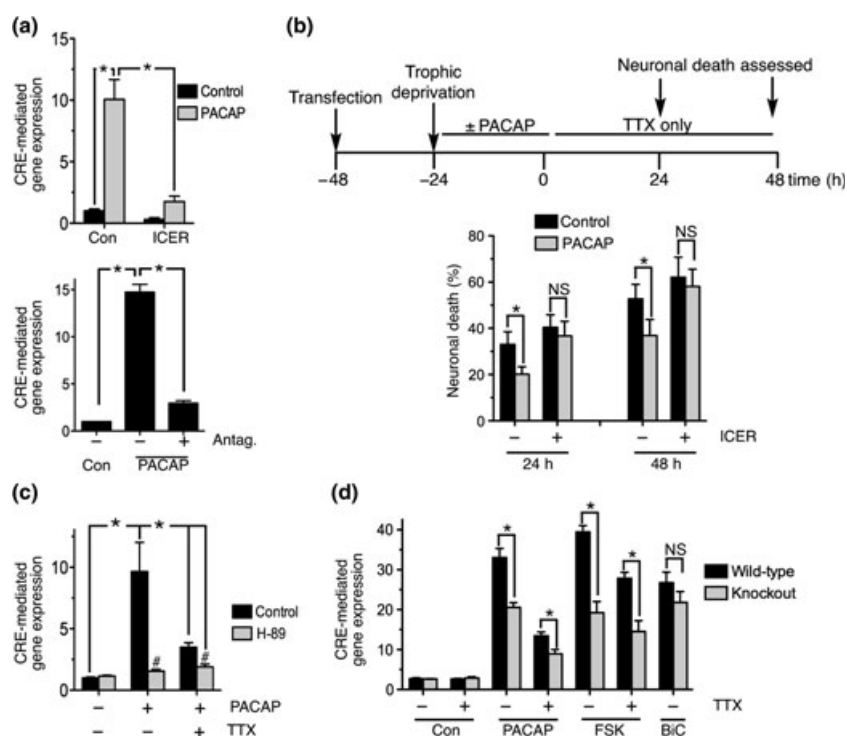 (a)
CRE-mediated
gene expression
15
10
5
0
* *
Control
PACAP
Con ICER
CRE-mediated
gene expression
15
10
5
0
* *
– – + Antag.
Con PACAP
(b)
Neuronal death assessed
Trophic
deprivation
Transfection
± PACAP TTX only
–48 –24 0 24 48 time (h)
Control
PACAP
Neuronal death (%)
80
60
40
20
0
* NS * NS
– + – + ICER
24 h 48 h
(c)
CRE-mediated
gene expression
10
5
0
* *
Control
H-89
# #
– + + PACAP
– – + TTX
(d)
CRE-mediated
gene expression
40
30
20
10
0
* * * * NS
Wild-type
Knockout
– + – + – + – TTX
Con PACAP FSK BiC